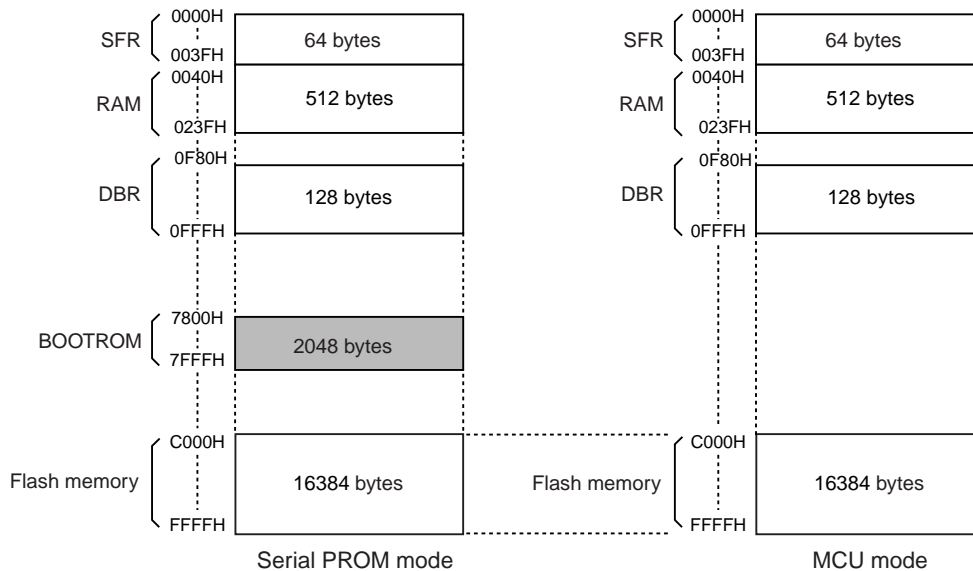 0000H
SFR
64 bytes
003FH
0040H
RAM
512 bytes
023FH
0F80H
DBR
128 bytes
0FFFH
7800H
BOOTROM
2048 bytes
7FFFH
C000H
Flash memory
16384 bytes
FFFFH
Serial PROM mode
0000H
SFR
64 bytes
003FH
0040H
RAM
512 bytes
023FH
0F80H
DBR
128 bytes
0FFFH
C000H
Flash memory
16384 bytes
FFFFH
MCU mode